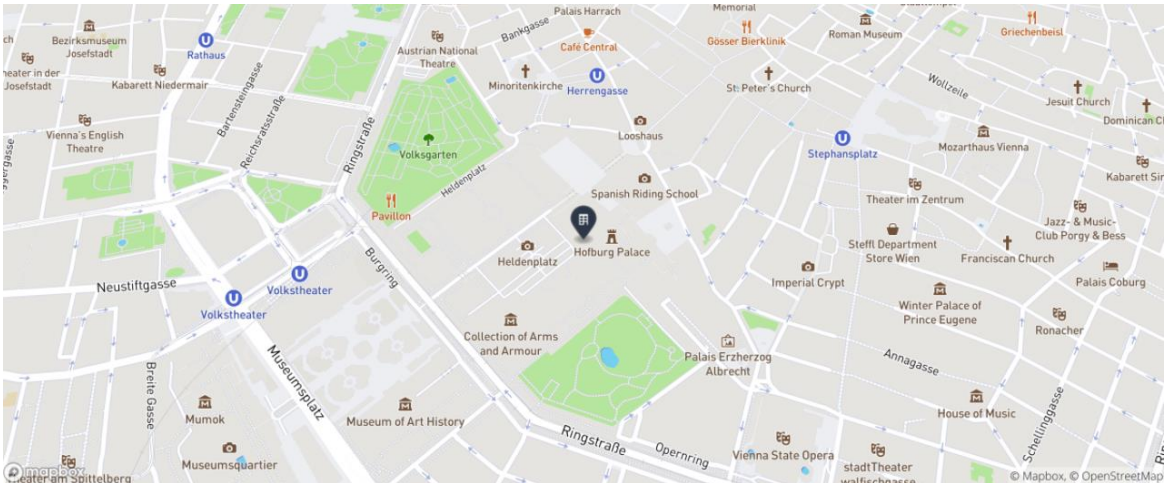 Palais Harrach
Memorial
Bezirksmuseum
Josefstadt
Rathaus
Austrian National
Theatre
Bankgasse
Café Central
Gösser Bierklinik
Roman Museum
Griechenbeisl
heater in der
Josefstadt
Kabarett Niedermair
Bartensteingasse
Reichsratsstraße
Minoritenkirche
Herrengasse
St. Peter's Church
Wollzeile
Jesuit Church
Dominican Ch
Vienna's English
Theatre
Ringstraße
Volksgarten
Heldenplatz
Looshaus
Stephansplatz
Mozarthaus Vienna
Kabarett Sim
Spanish Riding School
Theater im Zentrum
Pavillon
Jazz- & Music-
Club Porgy & Bess
Heldenplatz
Hofburg Palace
Steffl Department
Store Wien
Franciscan Church
Burgring
Neustiftgasse
Volkstheater
Volkstheater
Imperial Crypt
Palais Coburg
Winter Palace of
Prince Eugene
Ronacher
Collection of Arms
and Armour
Palais Erzherzog
Albrecht
Annagasse
Breite Gasse
Museumsplatz
Mumok
Museum of Art History
House of Music
Schellinggasse
Ringstraße
Opernring
Museumsquartier
Vienna State Opera
stadtTheater
walfischgasse
mapbox
Theater am Spittelberg
© Mapbox, © OpenStreetMap